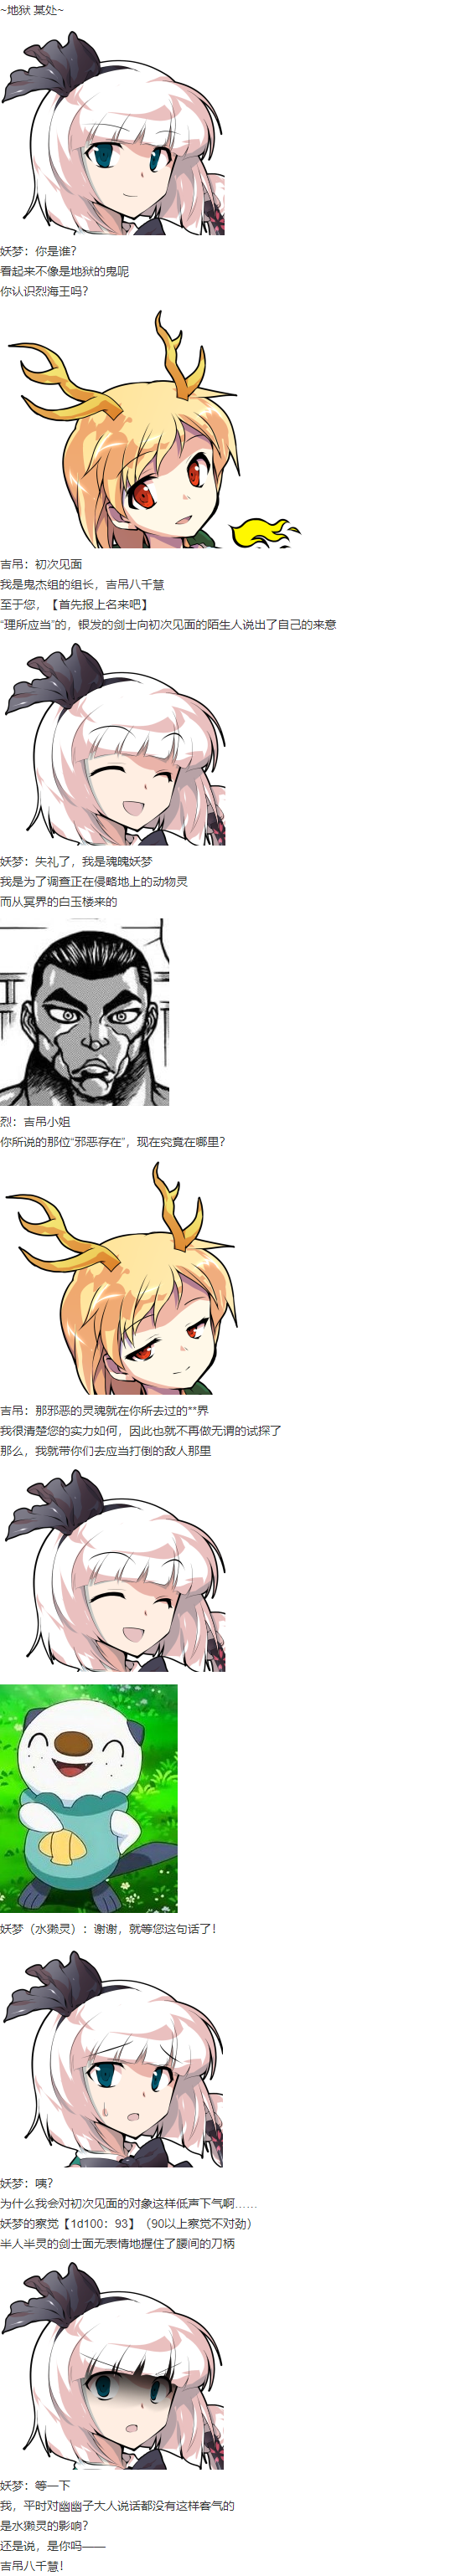 ~地狱 某处~
妖梦：你是谁？
看起来不像是地狱的鬼呢
你认识烈海王吗？
吉吊：初次见面
我是鬼杰组的组长，吉吊八千慧
至于您，【首先报上名来吧】
“理所应当”的，银发的剑士向初次见面的陌生人说出了自己的来意
妖梦：失礼了，我是魂魄妖梦
我是为了调查正在侵略地上的动物灵
而从冥界的白玉楼来的
烈：吉吊小姐
你所说的那位“邪恶存在”，现在究竟在哪里？
吉吊：那邪恶的灵魂就在你所去过的**界
我很清楚您的实力如何，因此也就不再做无谓的试探了
那么，我就带你们去应当打倒的敌人那里
妖梦（水獭灵）：谢谢，就等您这句话了！
妖梦：咦？
为什么我会对初次见面的对象这样低声下气啊……
妖梦的察觉【1d100：93】（90以上察觉不对劲）
半人半灵的剑士面无表情地握住了腰间的刀柄
妖梦：等一下
我，平时对幽幽子大人说话都没有这样客气的
是水獭灵的影响？
还是说，是你吗——
吉吊八千慧！